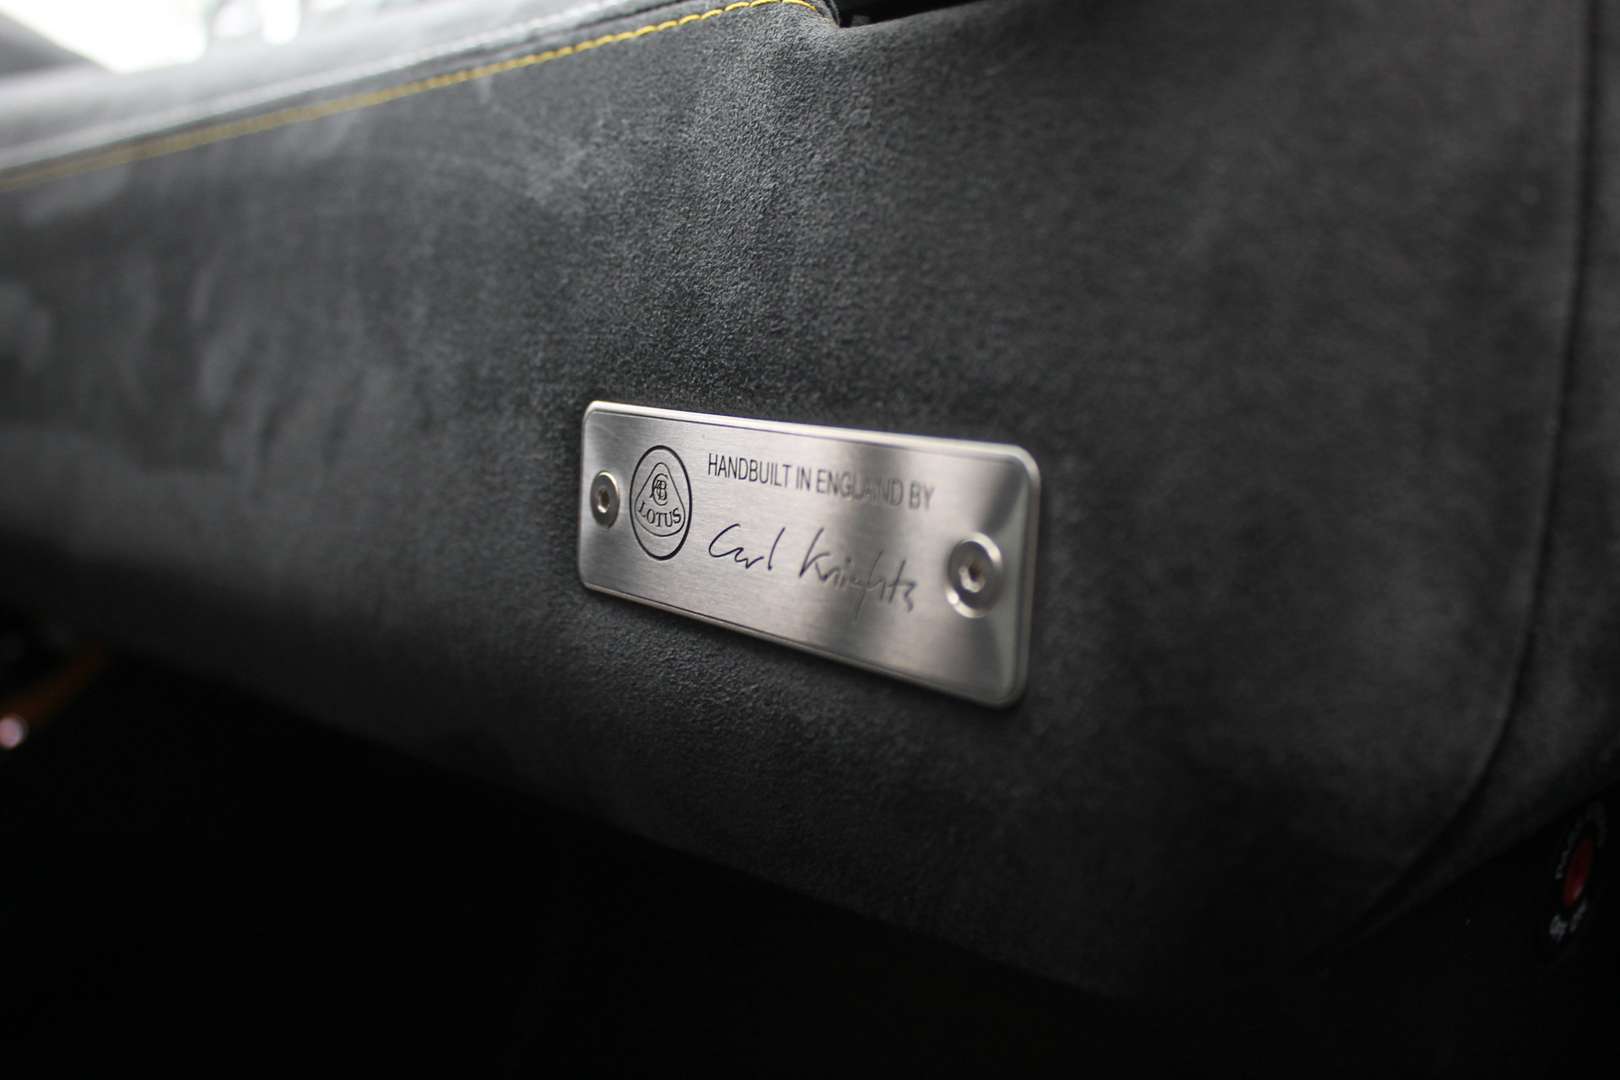 LOTUS
HANDBUILT IN ENGLAND BY
Carl Knights